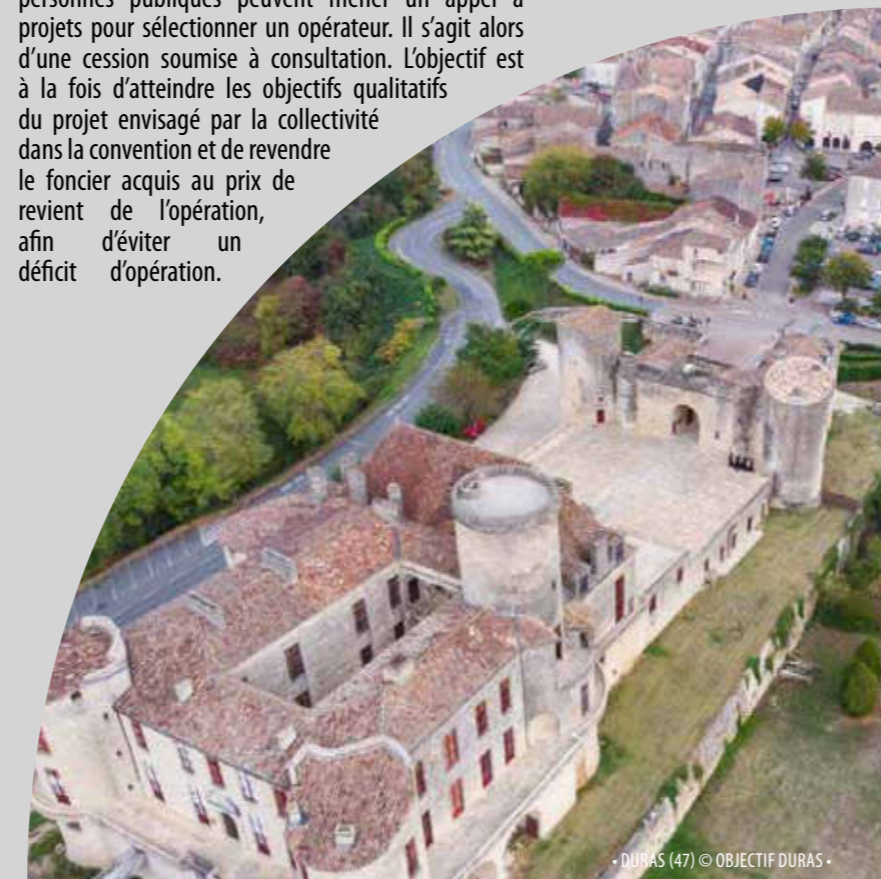 personnes publiques peuvent mener un appel à
projets pour sélectionner un opérateur. Il s’agit alors
d’une cession soumise à consultation. L’objectif est
à la fois d’atteindre les objectifs qualitatifs
du projet envisagé par la collectivité
dans la convention et de revendre
le foncier acquis au prix de
revient de l’opération,
afin d’éviter un
déficit d’opération.
• DURAS (47) © OBJECTIF DURAS •